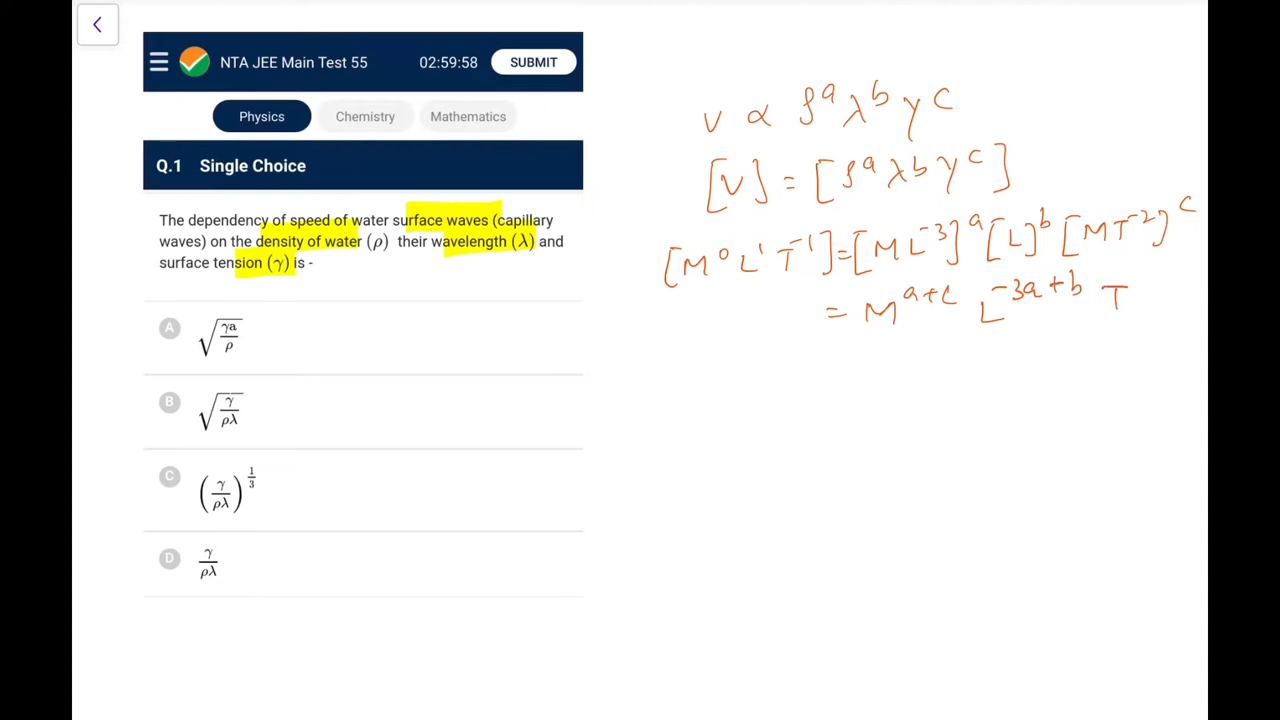 NTA JEE Main Test 55 02:59:58 SUBMIT
Physics Chemistry Mathematics
Q.1 Single Choice
The dependency of speed of water surface waves (capillary
waves) on the density of water (ρ) their wavelength (λ) and
surface tension (γ) is -
A √(γa/ρ)
B √(γ/ρλ)
C (γ/ρλ)^(1/3)
D γ/ρλ
v ∝ ρ^a λ^b γ^c
[V] = [ρ^a λ^b γ^c]
[M^0 L^1 T^-1] = [ML^-3]^a [L]^b [MT^-2]^c
= M^(a+c) L^(-3a+b) T